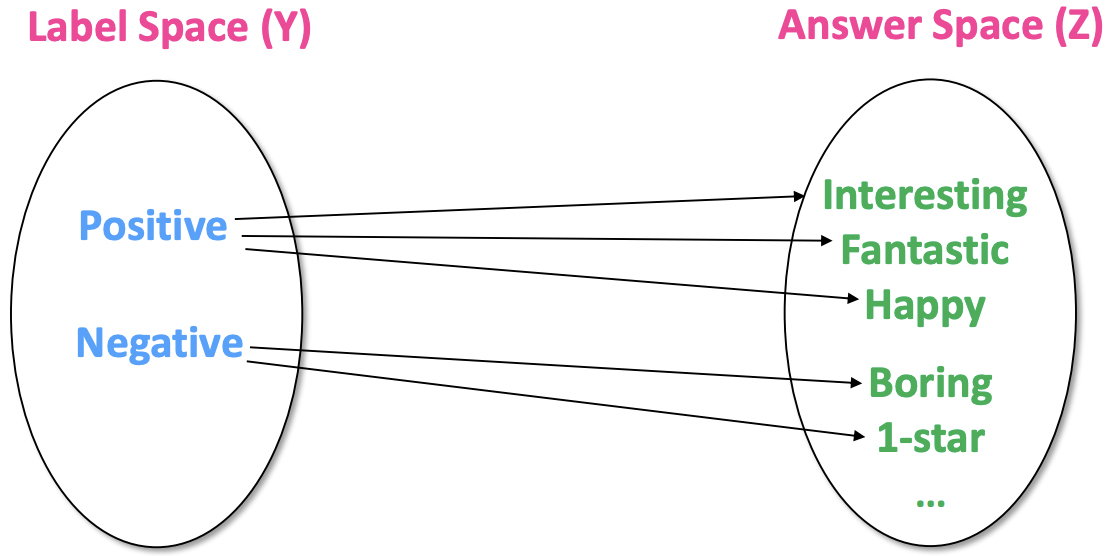 Label Space (Y)
Answer Space (Z)
Positive
Negative
Interesting
Fantastic
Happy
Boring
1-star
...